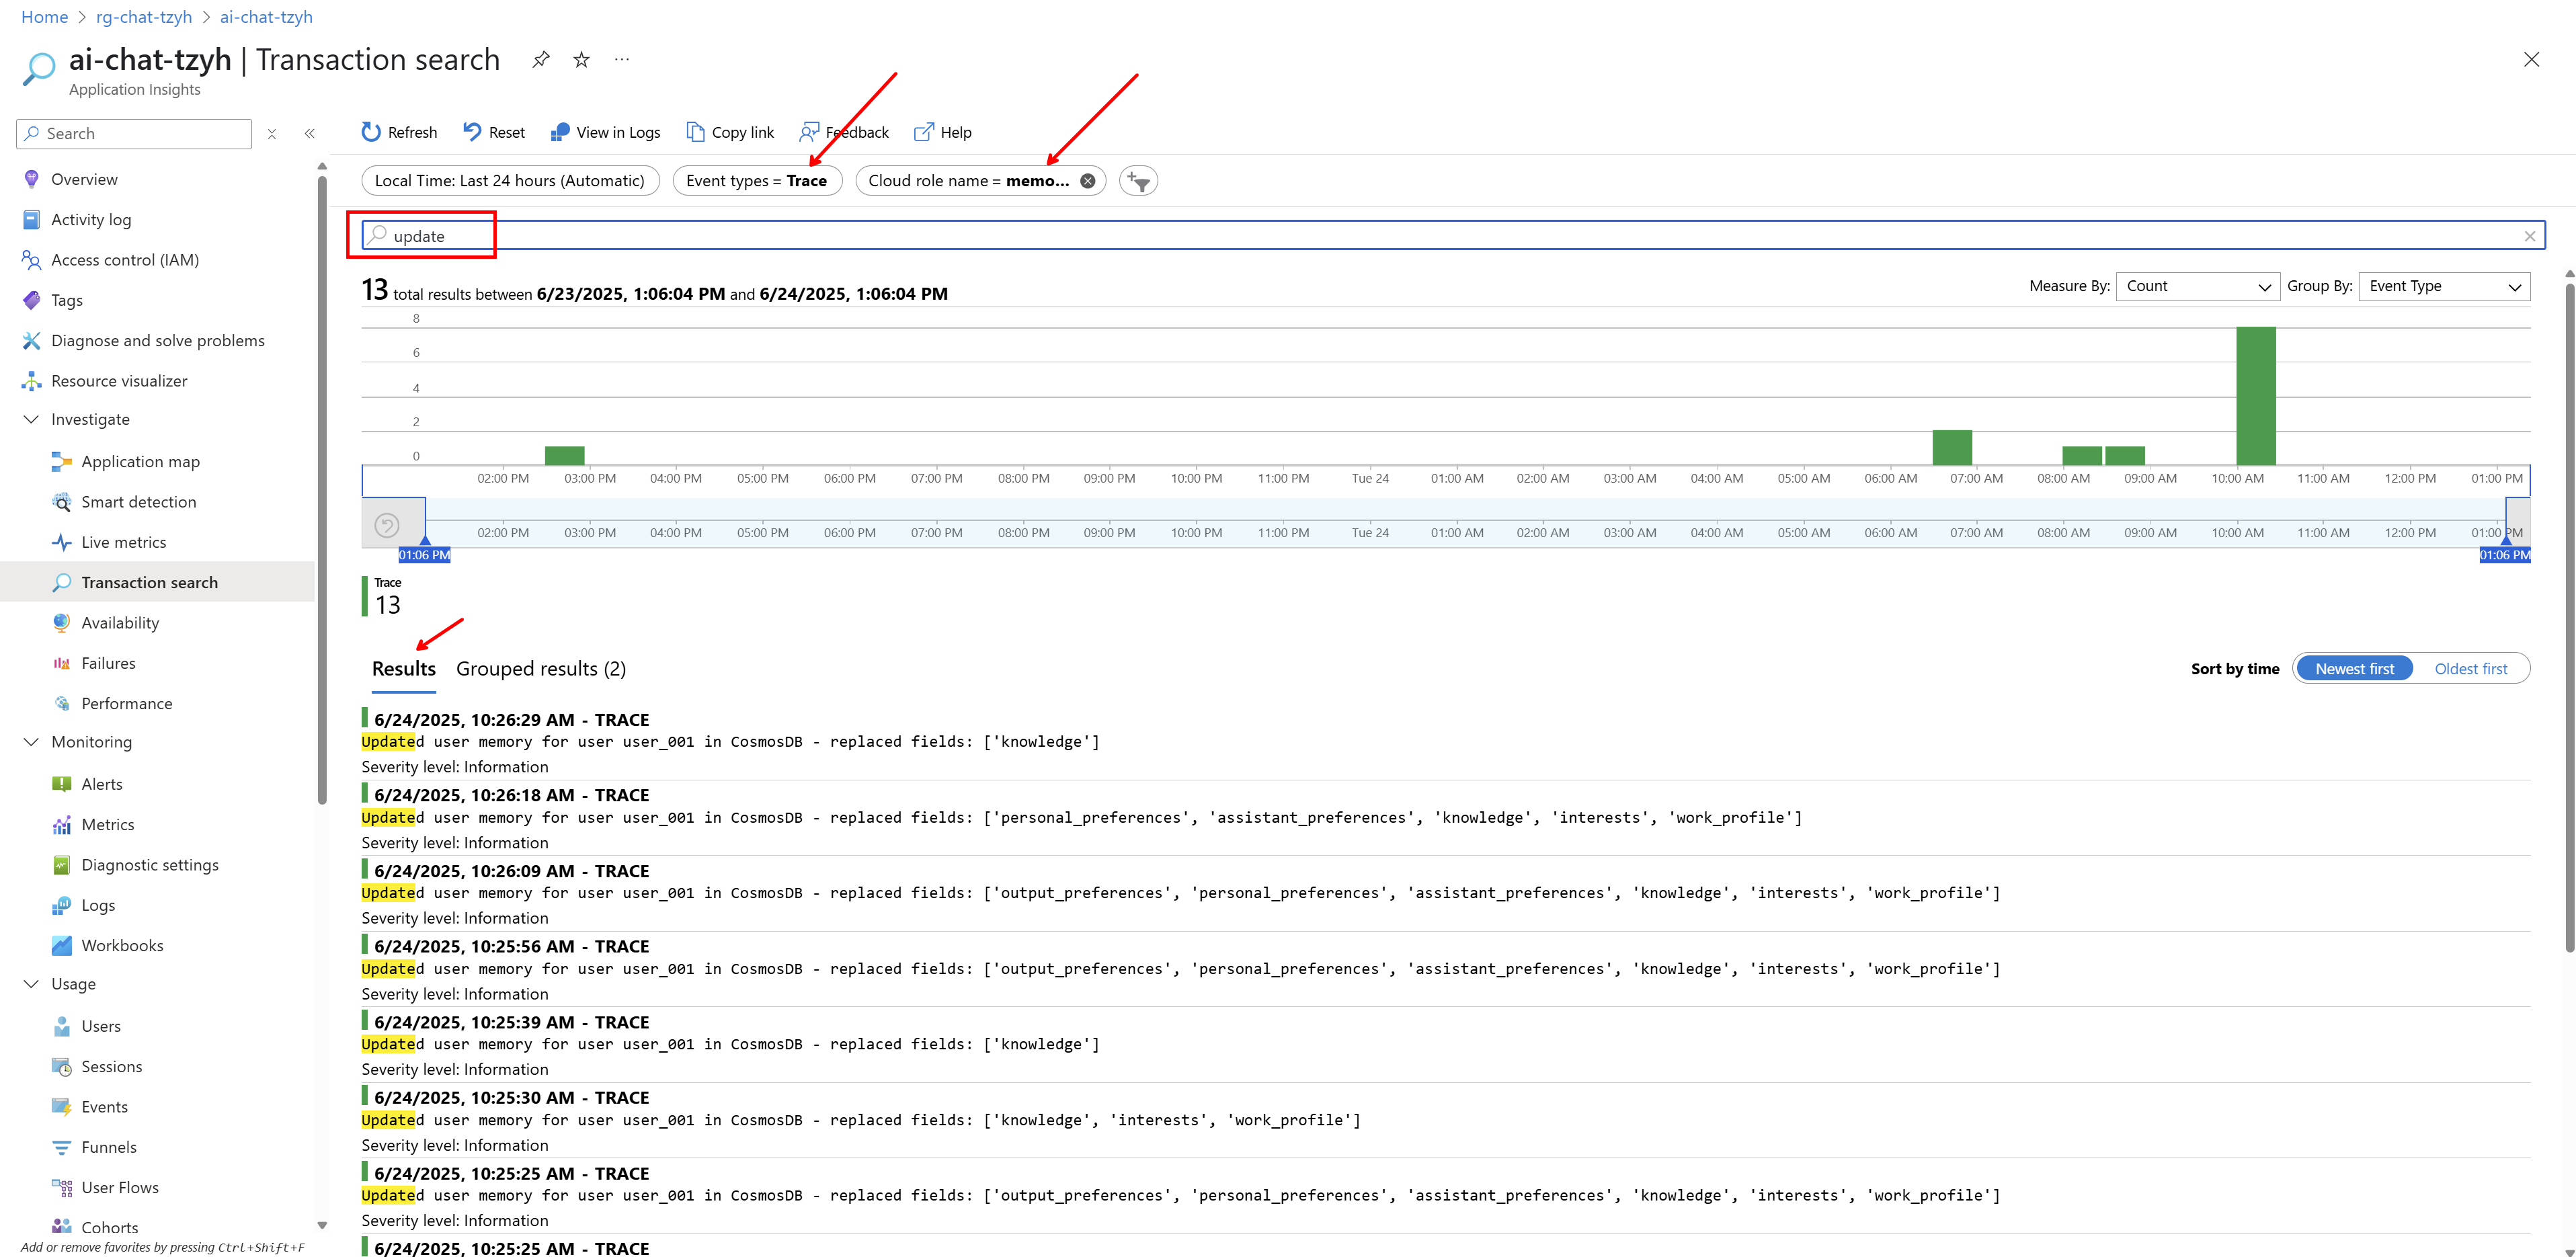 Home > rg-chat-tzyh > ai-chat-tzyh
ai-chat-tzyh | Transaction search
Application Insights
Search
Refresh Reset View in Logs Copy link Feedback Help
Local Time: Last 24 hours (Automatic) Event types = Trace Cloud role name = memo...
update
Overview
Activity log
Access control (IAM)
Tags
Diagnose and solve problems
Resource visualizer
Investigate
Application map
Smart detection
Live metrics
Transaction search
Availability
Failures
Performance
Monitoring
Alerts
Metrics
Diagnostic settings
Logs
Workbooks
Usage
Users
Sessions
Events
Funnels
User Flows
Cohorts
Add or remove favorites by pressing Ctrl+Shift+F
13 total results between 6/23/2025, 1:06:04 PM and 6/24/2025, 1:06:04 PM
Measure By: Count Group By: Event Type
8
6
4
2
0
02:00 PM 03:00 PM 04:00 PM 05:00 PM 06:00 PM 07:00 PM 08:00 PM 09:00 PM 10:00 PM 11:00 PM Tue 24 01:00 AM 02:00 AM 03:00 AM 04:00 AM 05:00 AM 06:00 AM 07:00 AM 08:00 AM 09:00 AM 10:00 AM 11:00 AM 12:00 PM 01:00 PM
02:00 PM 03:00 PM 04:00 PM 05:00 PM 06:00 PM 07:00 PM 08:00 PM 09:00 PM 10:00 PM 11:00 PM Tue 24 01:00 AM 02:00 AM 03:00 AM 04:00 AM 05:00 AM 06:00 AM 07:00 AM 08:00 AM 09:00 AM 10:00 AM 11:00 AM 12:00 PM 01:00 PM
01:06 PM 01:06 PM
Trace
13
Results Grouped results (2)
Sort by time Newest first Oldest first
6/24/2025, 10:26:29 AM - TRACE
Updated user memory for user user_001 in CosmosDB - replaced fields: ['knowledge']
Severity level: Information
6/24/2025, 10:26:18 AM - TRACE
Updated user memory for user user_001 in CosmosDB - replaced fields: ['personal_preferences', 'assistant_preferences', 'knowledge', 'interests', 'work_profile']
Severity level: Information
6/24/2025, 10:26:09 AM - TRACE
Updated user memory for user user_001 in CosmosDB - replaced fields: ['output_preferences', 'personal_preferences', 'assistant_preferences', 'knowledge', 'interests', 'work_profile']
Severity level: Information
6/24/2025, 10:25:56 AM - TRACE
Updated user memory for user user_001 in CosmosDB - replaced fields: ['output_preferences', 'personal_preferences', 'assistant_preferences', 'knowledge', 'interests', 'work_profile']
Severity level: Information
6/24/2025, 10:25:39 AM - TRACE
Updated user memory for user user_001 in CosmosDB - replaced fields: ['knowledge']
Severity level: Information
6/24/2025, 10:25:30 AM - TRACE
Updated user memory for user user_001 in CosmosDB - replaced fields: ['knowledge', 'interests', 'work_profile']
Severity level: Information
6/24/2025, 10:25:25 AM - TRACE
Updated user memory for user user_001 in CosmosDB - replaced fields: ['output_preferences', 'personal_preferences', 'assistant_preferences', 'knowledge', 'interests', 'work_profile']
Severity level: Information
6/24/2025, 10:25:25 AM - TRACE